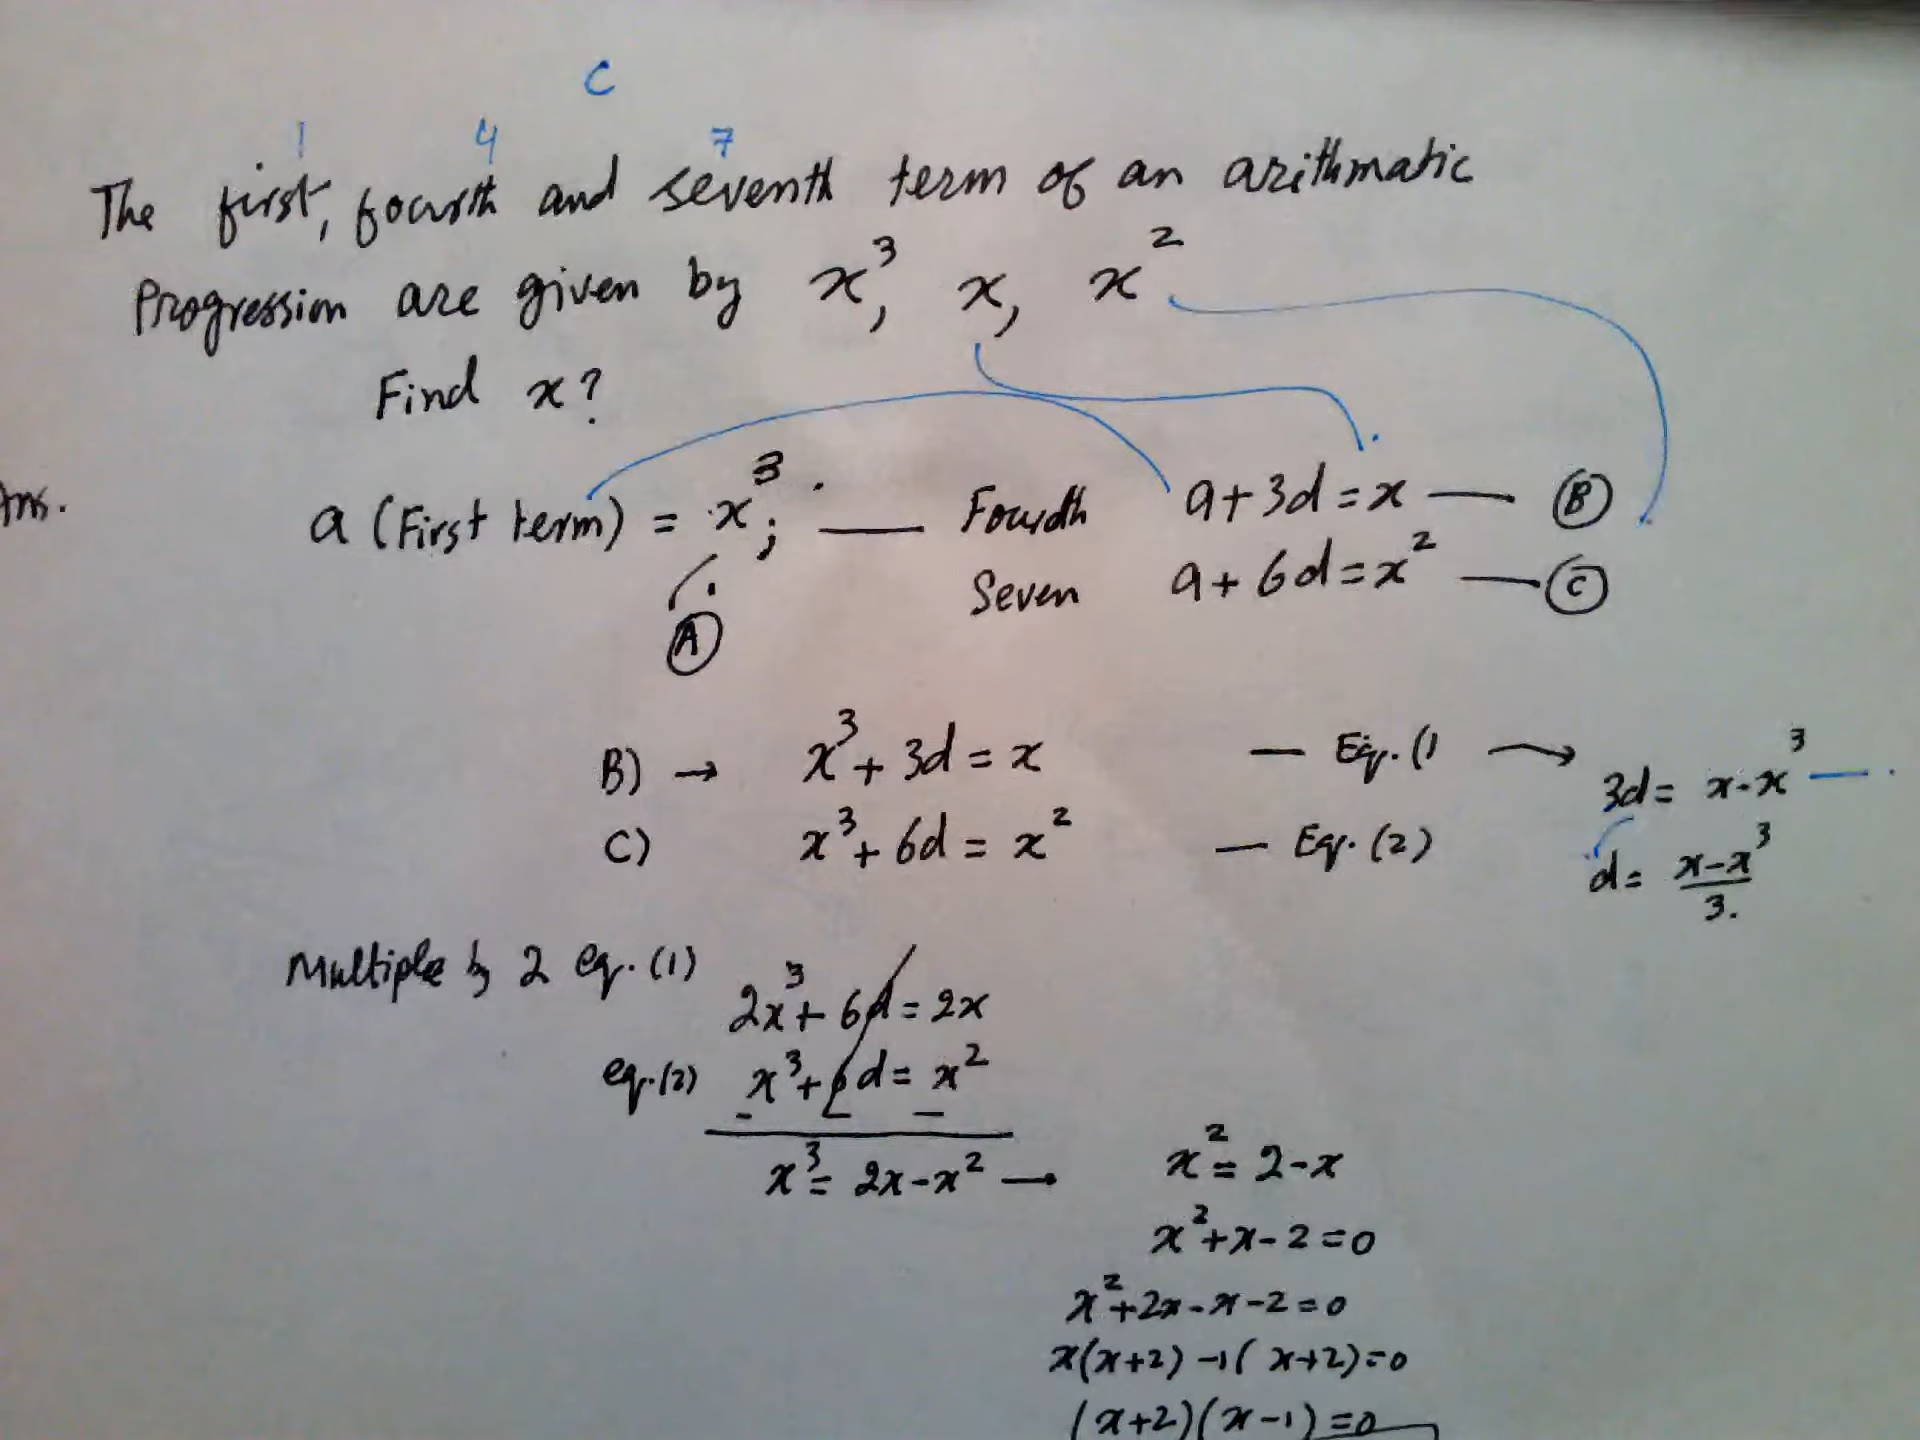 C
1 4 7
The first, fourth and seventh term of an arithmatic
Progression are given by x³, x, x²
Find x?
Ans.
a (First term) = x³; — Fourth a+3d=x — (B)
(A)
Seven a+6d=x² — (C)
B) → x³+3d=x — Eq.(1 → 3d= x-x³ —
C) x³+6d=x² — Eq.(2)
d= x-x³/3.
Multiple by 2 eq.(1)
2x³+6d=2x
eq.(2) x³+6d=x²
- - -
x³=2x-x² → x²=2-x
x²+x-2=0
x²+2x-x-2=0
x(x+2)-1(x+2)=0
(x+2)(x-1)=0